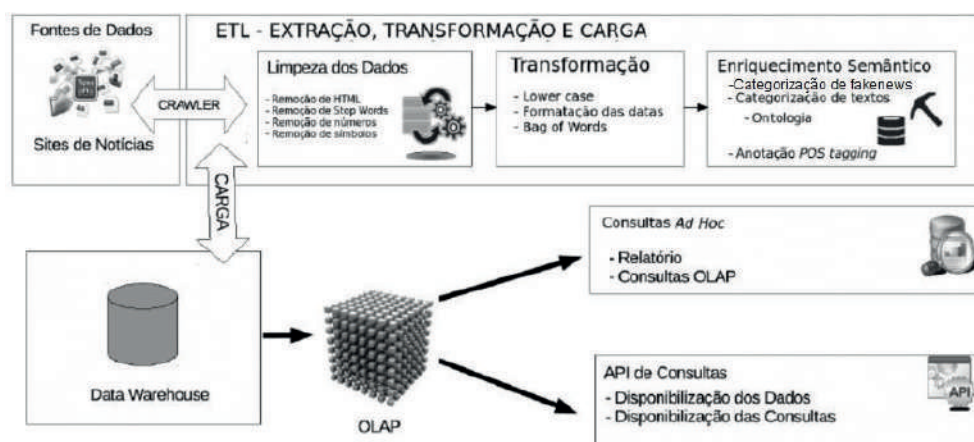 Fontes de Dados
Sites de Notícias
CRAWLER
ETL - EXTRAÇÃO, TRANSFORMAÇÃO E CARGA
Limpeza dos Dados
- Remoção de HTML
- Remoção de Stop Words
- Remoção de números
- Remoção de símbolos
Transformação
- Lower case
- Formatação das datas
- Bag of Words
Enriquecimento Semântico
- Categorização de fakenews
- Categorização de textos
- Ontologia
- Anotação POS tagging
CARGA
Data Warehouse
OLAP
Consultas Ad Hoc
- Relatório
- Consultas OLAP
API de Consultas
- Disponibilização dos Dados
- Disponibilização das Consultas
API